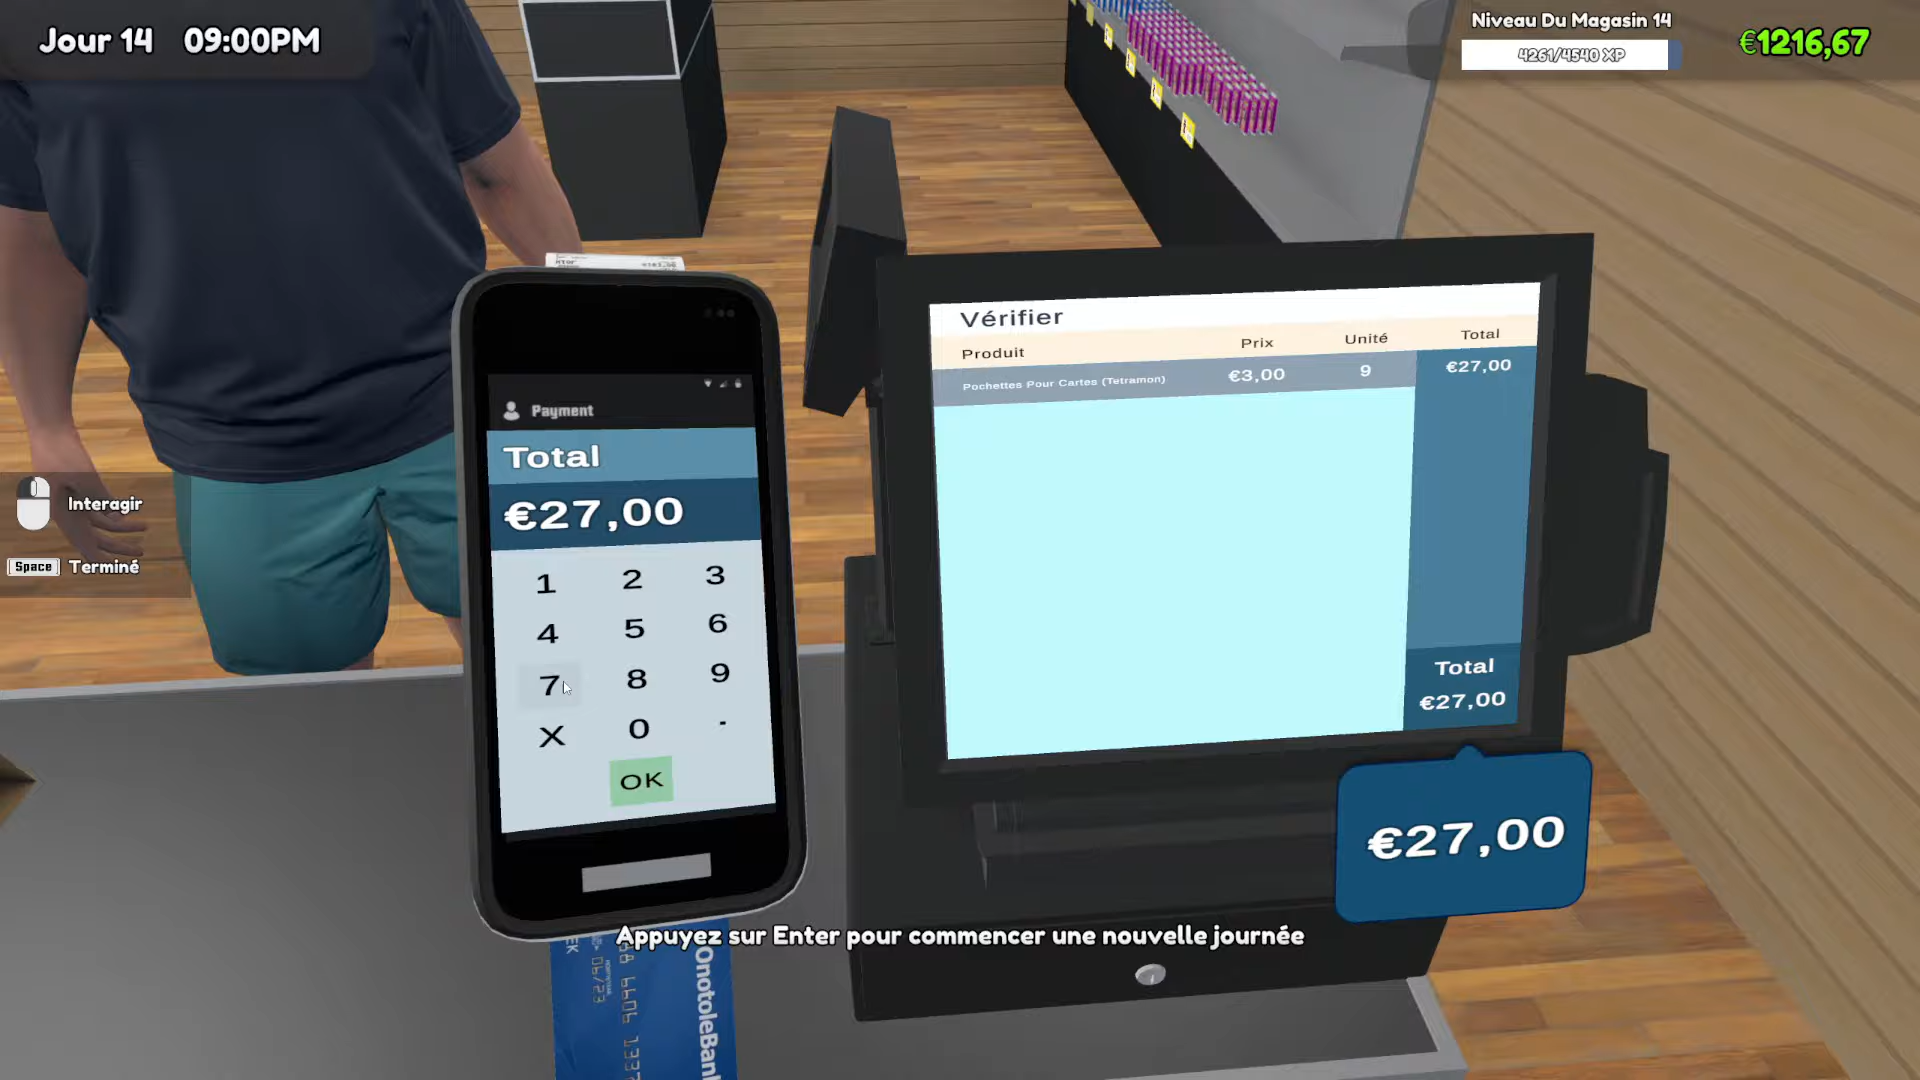 Jour 14 09:00PM
Niveau Du Magasin 14
4261/4540 XP
€1216,67
Interagir
Space Terminé
Payment
Total
€27,00
1 2 3
4 5 6
7 8 9
X 0 .
OK
Vérifier
Produit Prix Unité Total
Pochettes Pour Cartes (Tetramon) €3,00 9 €27,00
Total
€27,00
€27,00
Appuyez sur Enter pour commencer une nouvelle journée
OnotoleBank
06/23